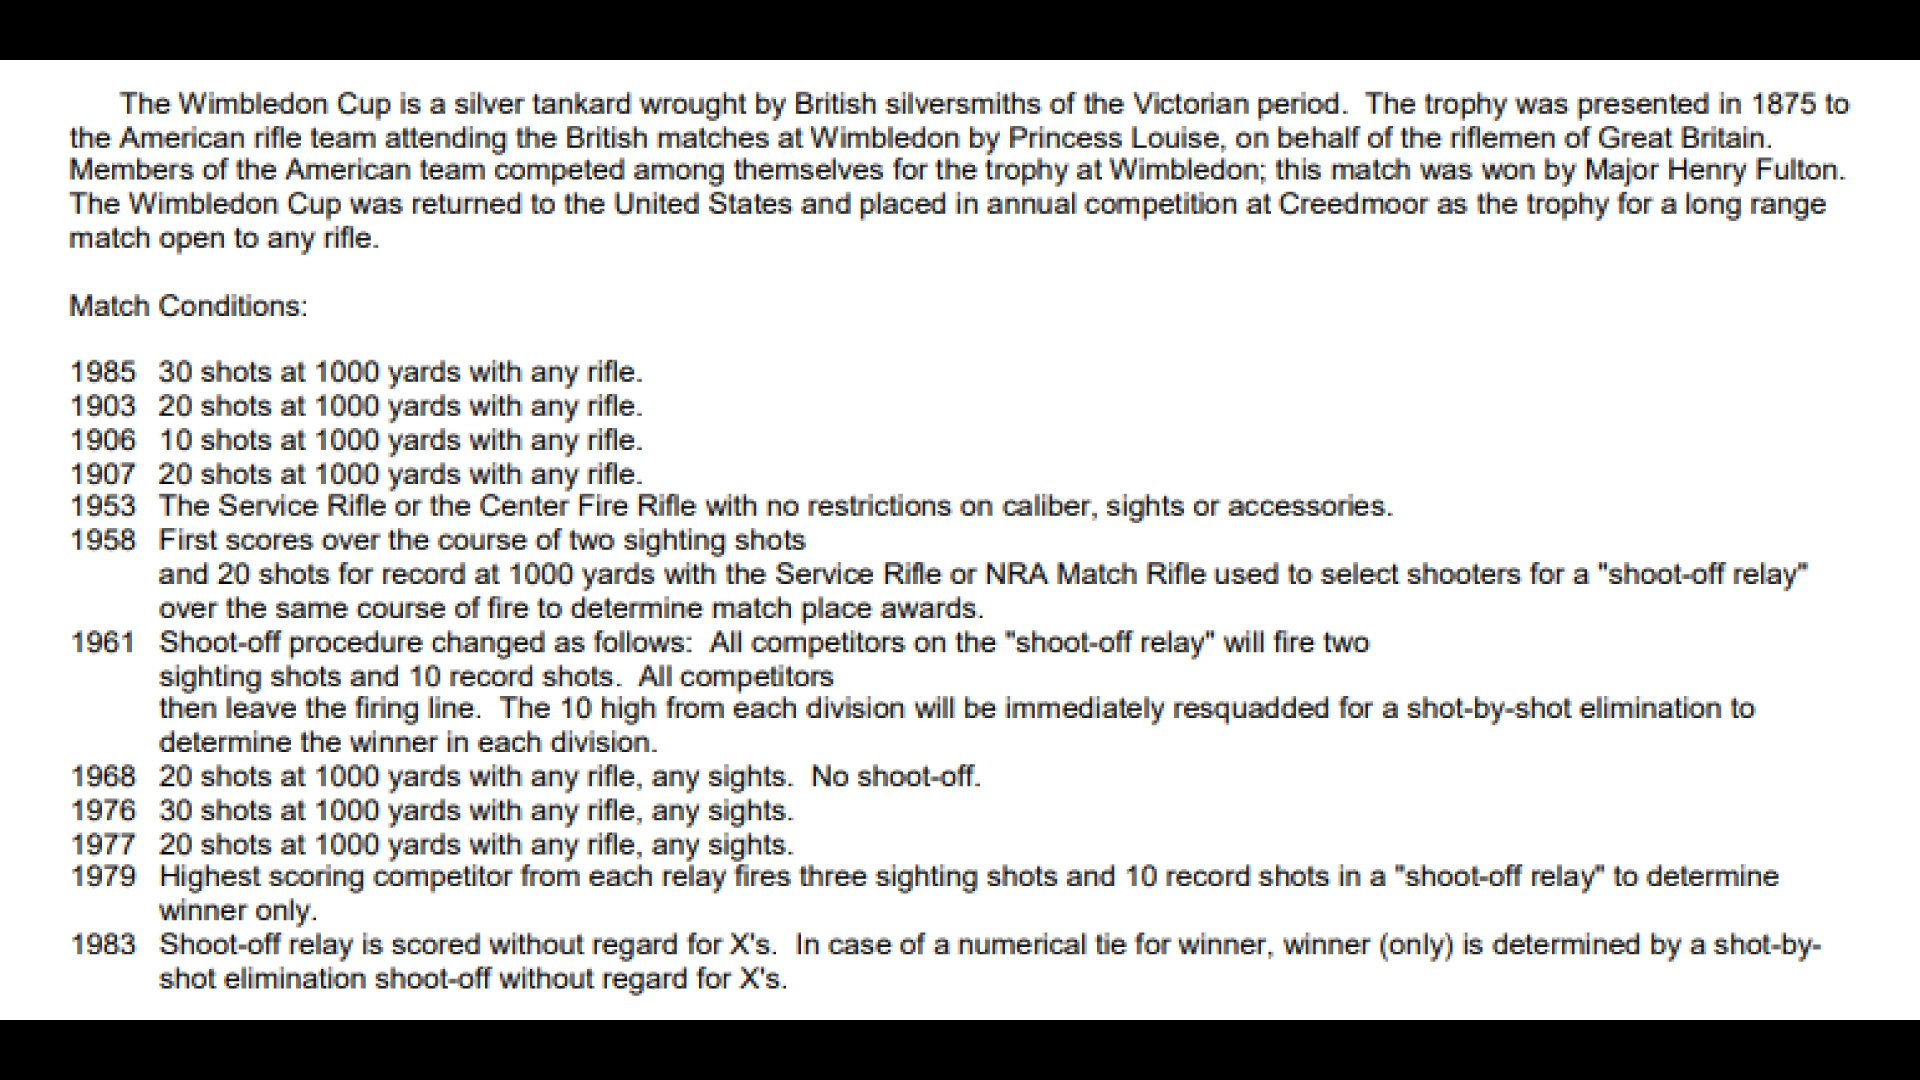 The Wimbledon Cup is a silver tankard wrought by British silversmiths of the Victorian period.  The trophy was presented in 1875 to
the American rifle team attending the British matches at Wimbledon by Princess Louise, on behalf of the riflemen of Great Britain.
Members of the American team competed among themselves for the trophy at Wimbledon; this match was won by Major Henry Fulton.
The Wimbledon Cup was returned to the United States and placed in annual competition at Creedmoor as the trophy for a long range
match open to any rifle.
Match Conditions:
1985 30 shots at 1000 yards with any rifle.
1903 20 shots at 1000 yards with any rifle.
1906 10 shots at 1000 yards with any rifle.
1907 20 shots at 1000 yards with any rifle.
1953 The Service Rifle or the Center Fire Rifle with no restrictions on caliber, sights or accessories.
1958 First scores over the course of two sighting shots
and 20 shots for record at 1000 yards with the Service Rifle or NRA Match Rifle used to select shooters for a "shoot-off relay"
over the same course of fire to determine match place awards.
1961 Shoot-off procedure changed as follows:  All competitors on the "shoot-off relay" will fire two
sighting shots and 10 record shots.  All competitors
then leave the firing line.  The 10 high from each division will be immediately resquadded for a shot-by-shot elimination to
determine the winner in each division.
1968 20 shots at 1000 yards with any rifle, any sights.  No shoot-off.
1976 30 shots at 1000 yards with any rifle, any sights.
1977 20 shots at 1000 yards with any rifle, any sights.
1979 Highest scoring competitor from each relay fires three sighting shots and 10 record shots in a "shoot-off relay" to determine
winner only.
1983 Shoot-off relay is scored without regard for X's.  In case of a numerical tie for winner, winner (only) is determined by a shot-by-
shot elimination shoot-off without regard for X's.